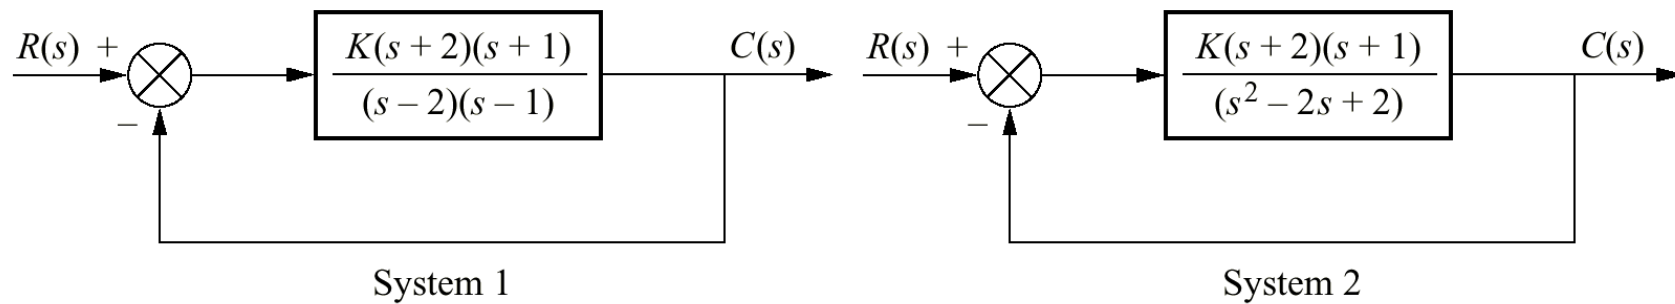 R(s) + K(s + 2)(s + 1) C(s) R(s) + K(s + 2)(s + 1) C(s)
− (s – 2)(s – 1) − (s² – 2s + 2)
System 1 System 2